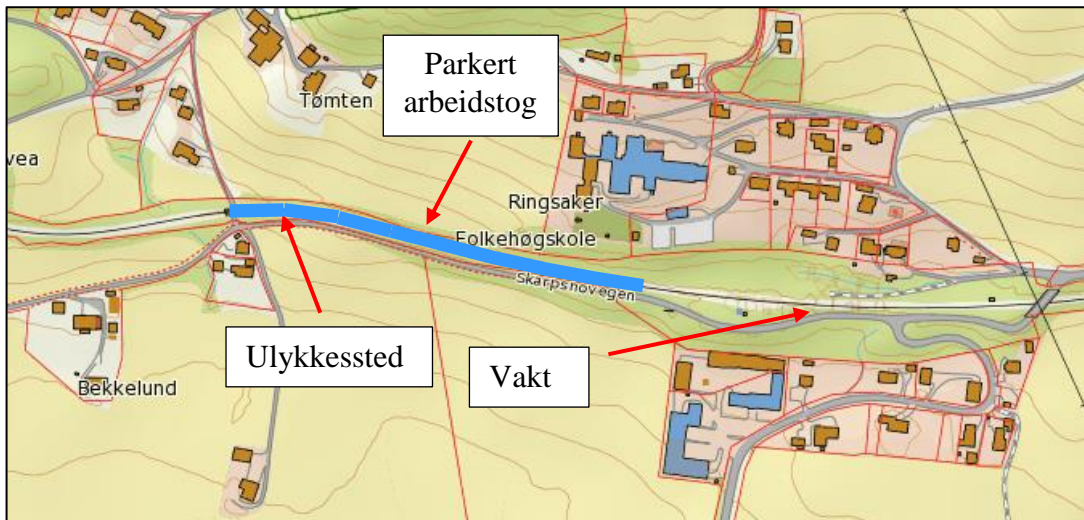 Parkert
arbeidstog
Tømten
vea
Ringsaker
Folkehøgskole
Skarpsnovegen
Ulykkessted
Vakt
Bekkelund